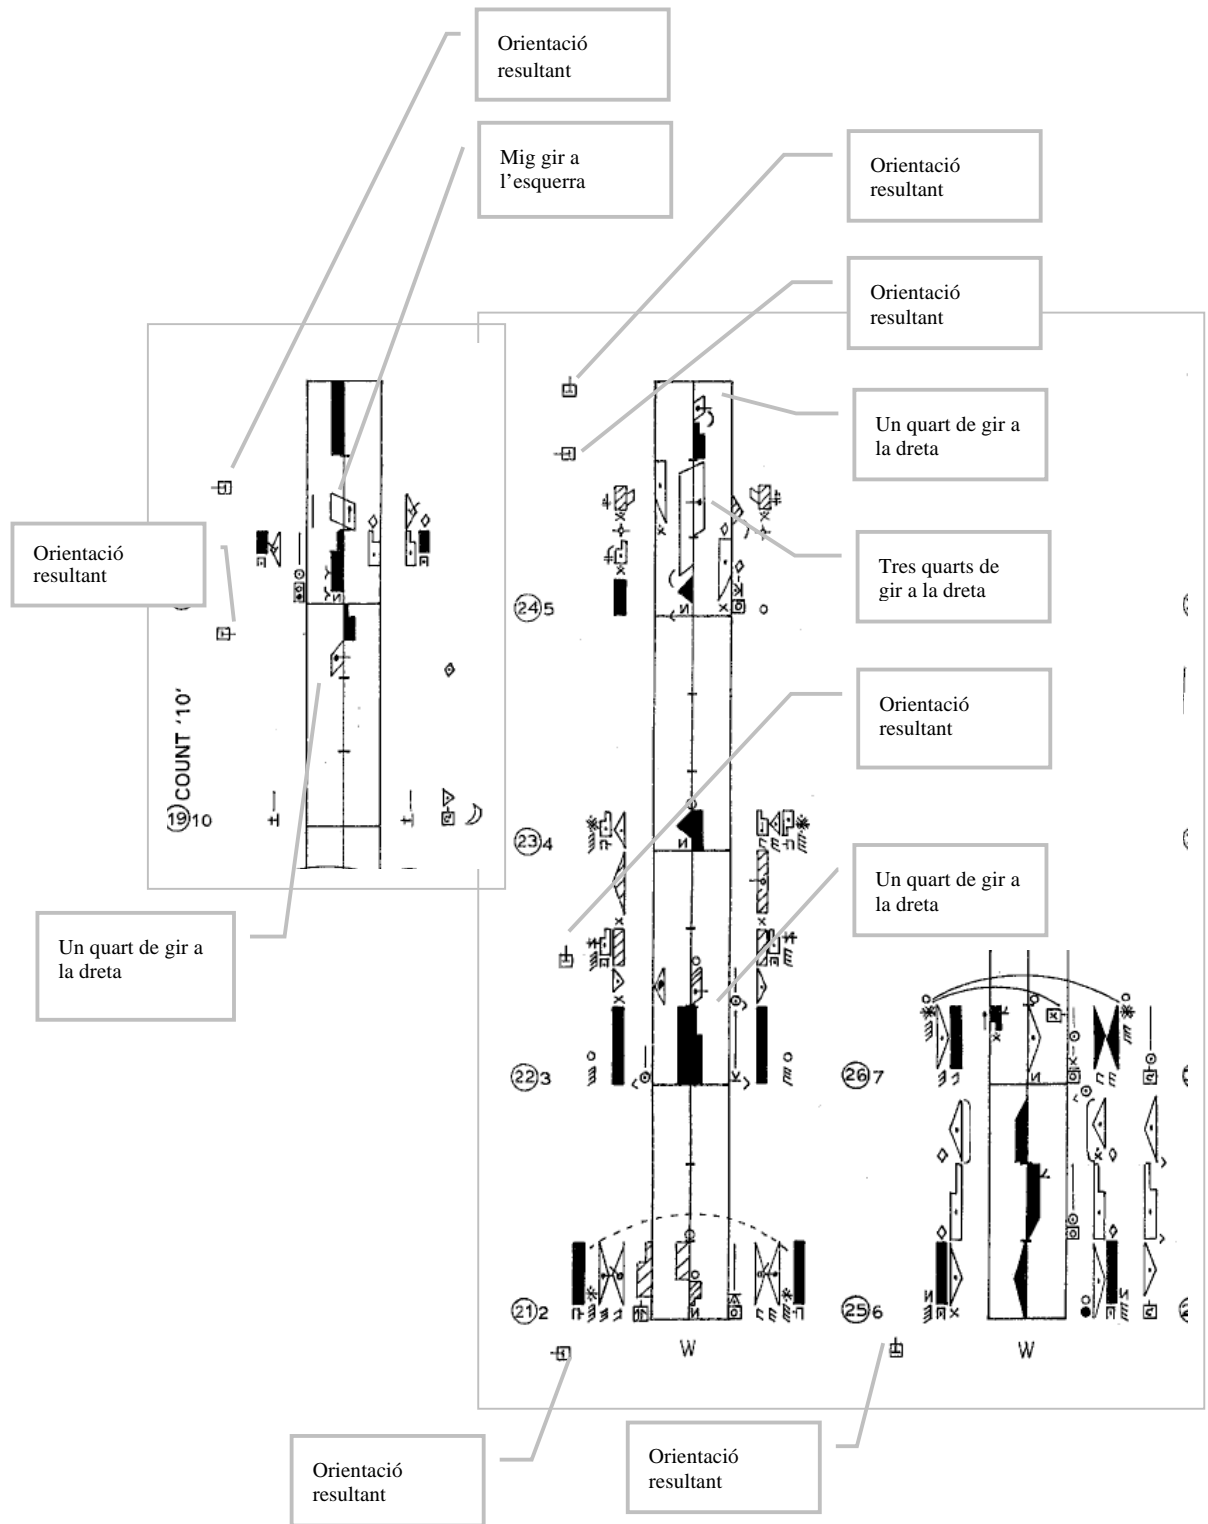 Orientació
resultant
Mig gir a
l’esquerra
Orientació
resultant
Orientació
resultant
Un quart de gir a
la dreta
Orientació
resultant
Tres quarts de
gir a la dreta
24 5
COUNT '10'
19 10
Orientació
resultant
23 4
Un quart de gir a
la dreta
Un quart de gir a
la dreta
22 3
26 7
21 2
25 6
W
W
Orientació
resultant
Orientació
resultant